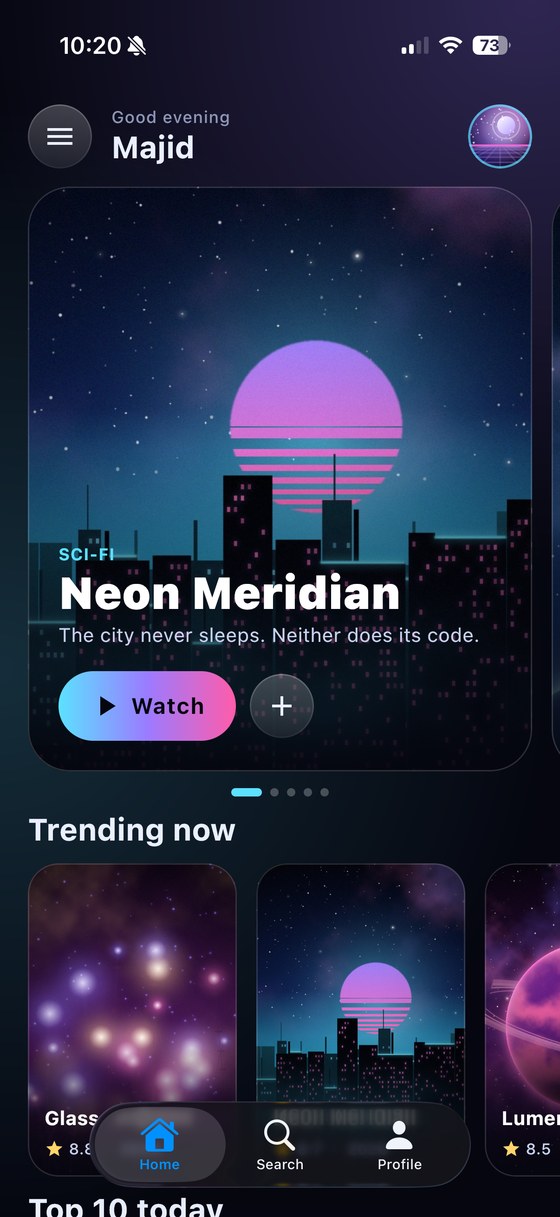 10:20
73
Good evening
Majid
SCI-FI
Neon Meridian
The city never sleeps. Neither does its code.
Watch
Trending now
Glass
8.8
Lumen
8.5
Home
Search
Profile
Top 10 today